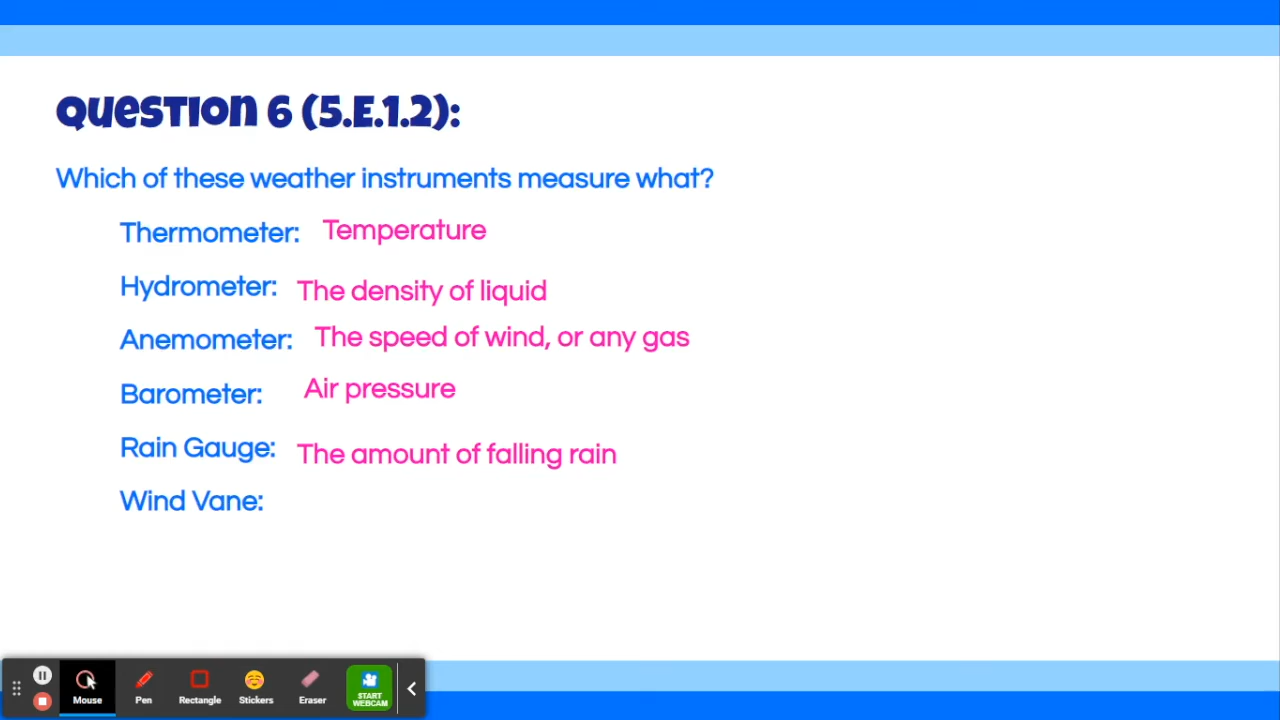 Question 6 (5.E.1.2):
Which of these weather instruments measure what?
Thermometer: Temperature
Hydrometer: The density of liquid
Anemometer: The speed of wind, or any gas
Barometer: Air pressure
Rain Gauge: The amount of falling rain
Wind Vane:
Mouse Pen Rectangle Stickers Eraser START WEBCAM